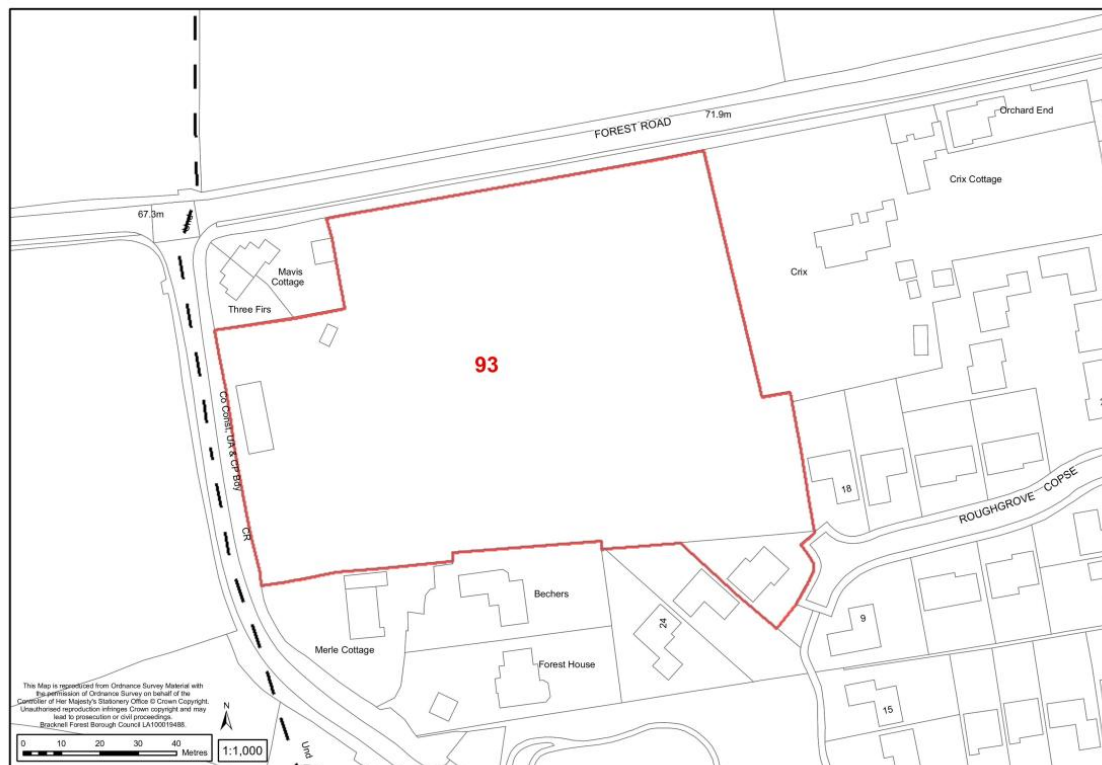 FOREST ROAD
71.9m
Orchard End
Crix Cottage
67.3m
Mavis
Cottage
Crix
Three Firs
93
Co Const, UA & CP Bdy
18
ROUGHGROVE COPSE
CR
Bechers
24
9
Merle Cottage
Forest House
15
This Map is reproduced from Ordnance Survey Material with
the permission of Ordnance Survey on behalf of the
Controller of Her Majesty's Stationery Office © Crown Copyright.
Unauthorised reproduction infringes Crown copyright and may
lead to prosecution or civil proceedings.
Bracknell Forest Borough Council LA100019488.
N
0 10 20 30 40
Metres
1:1,000
Und